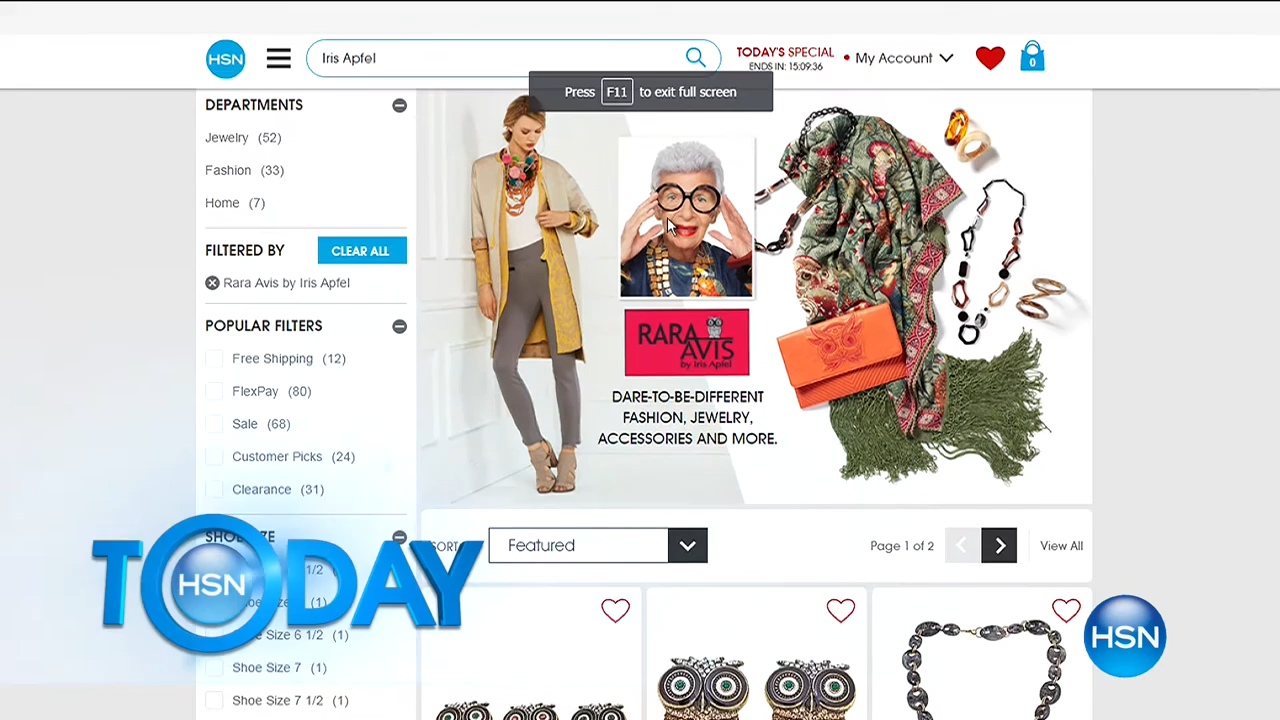 HSN
Iris Apfel
TODAY'S SPECIAL
ENDS IN: 15:09:36
My Account
0
Press F11 to exit full screen
DEPARTMENTS
Jewelry (52)
Fashion (33)
Home (7)
FILTERED BY
CLEAR ALL
Rara Avis by Iris Apfel
POPULAR FILTERS
Free Shipping (12)
FlexPay (80)
Sale (68)
Customer Picks (24)
Clearance (31)
RARA
AVIS
by Iris Apfel
DARE-TO-BE-DIFFERENT
FASHION, JEWELRY,
ACCESSORIES AND MORE.
SORT
Featured
Page 1 of 2
View All
TODAY
HSN
Size 6 1/2 (1)
Shoe Size 7 (1)
Shoe Size 7 1/2 (1)
HSN